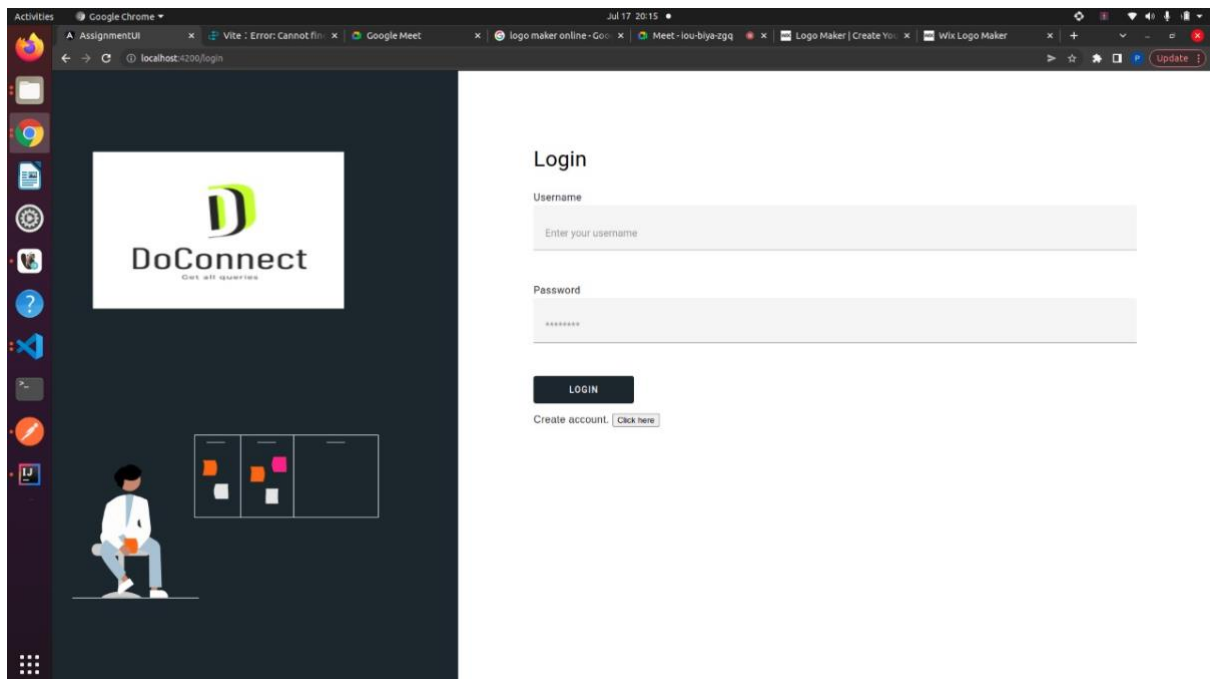 Activities Google Chrome Jul 17 20:15
AssignmentUI Vite : Error: Cannot fin Google Meet logo maker online - Goo Meet - iou-biya-zgq Logo Maker | Create You Wix Logo Maker
localhost:4200/login P Update
DoConnect
Get all queries
Login
Username
Enter your username
Password
********
LOGIN
Create account. Click here